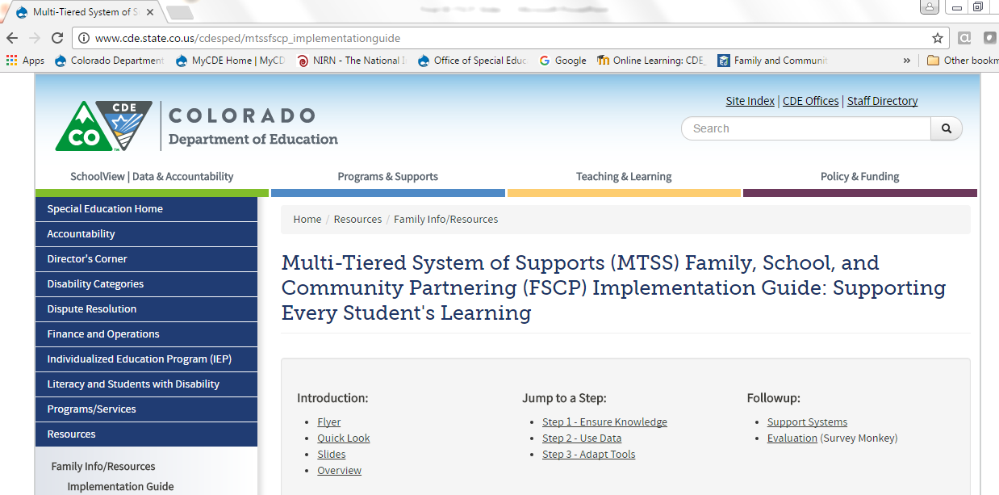 Multi-Tiered System of S
www.cde.state.co.us/cdesped/mtssfscp_implementationguide
Apps Colorado Department MyCDE Home | MyCD NIRN - The National I Office of Special Educ Google Online Learning: CDE_ Family and Communit » Other bookm
CO CDE COLORADO
Department of Education
Site Index | CDE Offices | Staff Directory
Search
SchoolView | Data & Accountability Programs & Supports Teaching & Learning Policy & Funding
Special Education Home
Accountability
Director's Corner
Disability Categories
Dispute Resolution
Finance and Operations
Individualized Education Program (IEP)
Literacy and Students with Disability
Programs/Services
Resources
Family Info/Resources
Implementation Guide
Home / Resources / Family Info/Resources
Multi-Tiered System of Supports (MTSS) Family, School, and
Community Partnering (FSCP) Implementation Guide: Supporting
Every Student's Learning
Introduction:
• Flyer
• Quick Look
• Slides
• Overview
Jump to a Step:
• Step 1 - Ensure Knowledge
• Step 2 - Use Data
• Step 3 - Adapt Tools
Followup:
• Support Systems
• Evaluation (Survey Monkey)